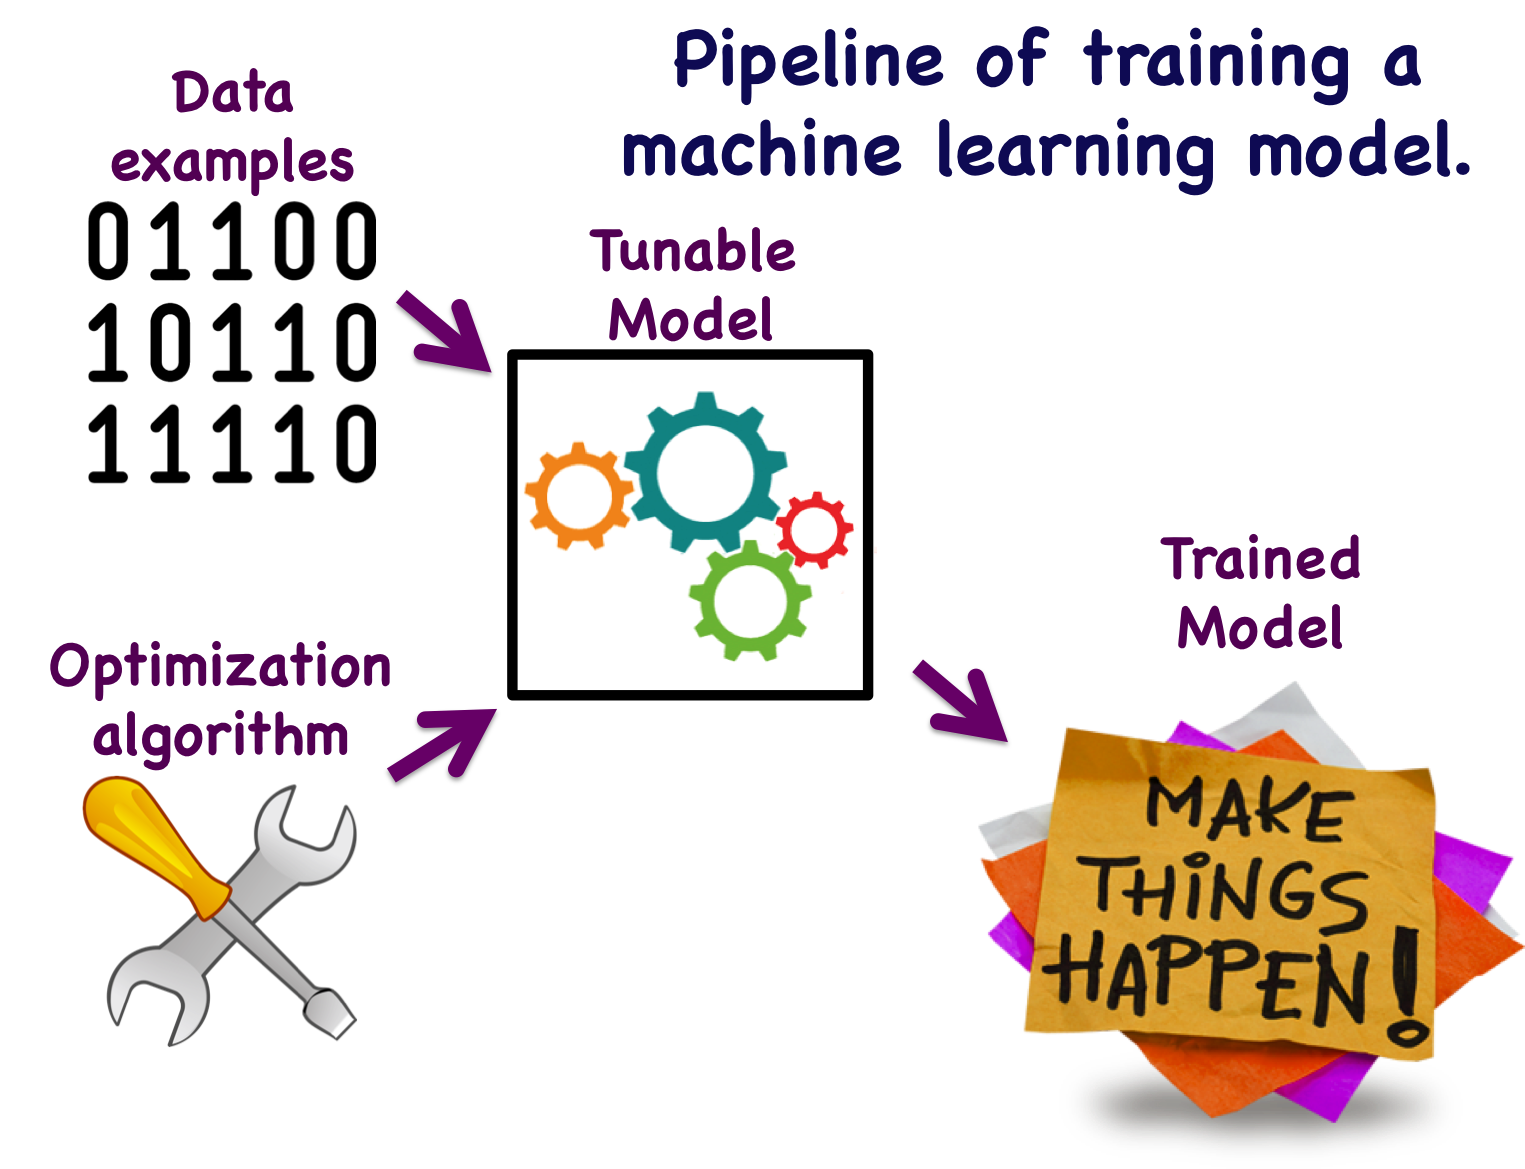 Pipeline of training a
machine learning model.
Data
examples
01100
10110
11110
Tunable
Model
Optimization
algorithm
Trained
Model
MAKE
THiNGS
HAPPEN!